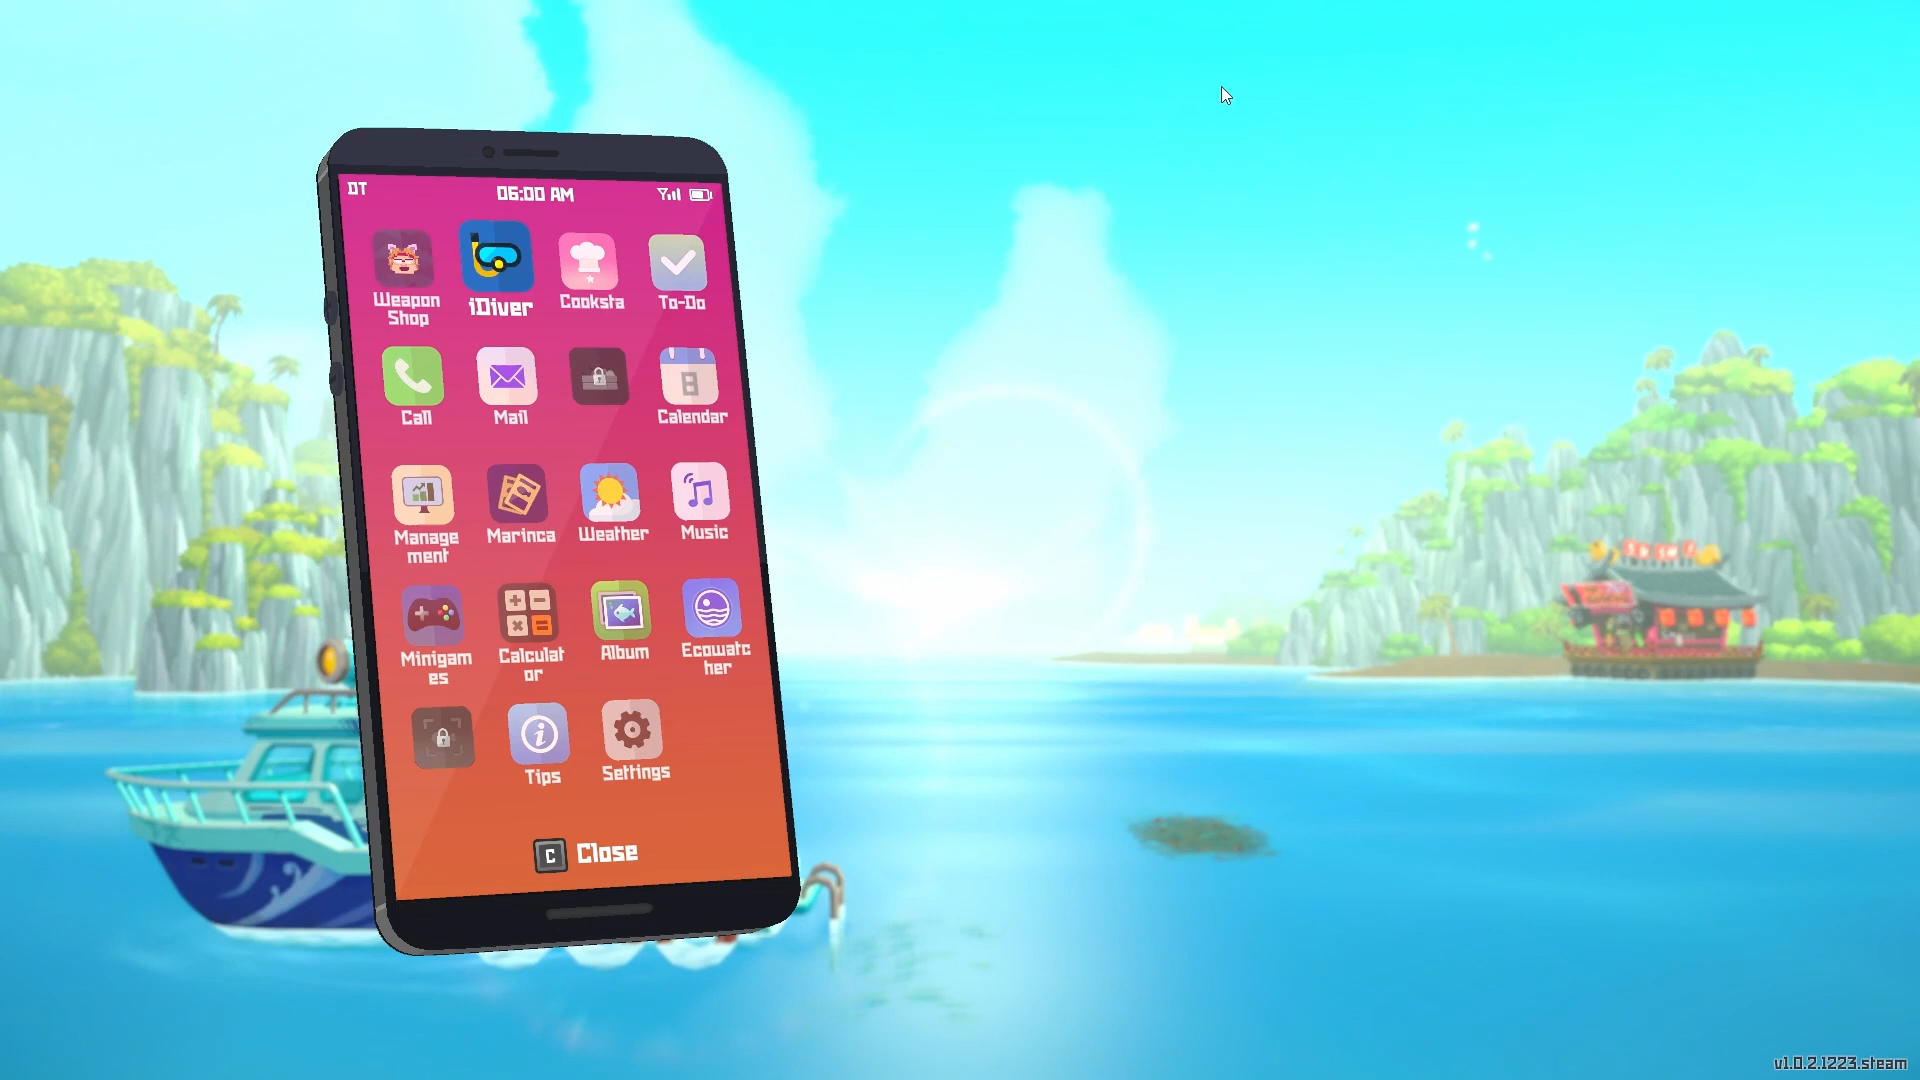 DT
06:00 AM
Weapon
Shop
iDiver
Cooksta
To-Do
Call
Mail
8
Calendar
Manage
ment
Marinca
Weather
Music
Minigam
es
Calculat
or
Album
Ecowatc
her
Tips
Settings
C Close
v1.0.2.1223.steam